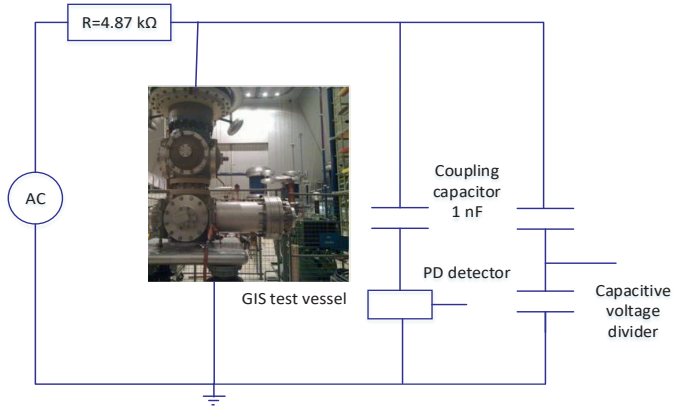 R=4.87 kΩ
AC
Coupling
capacitor
1 nF
PD detector
GIS test vessel
Capacitive
voltage
divider